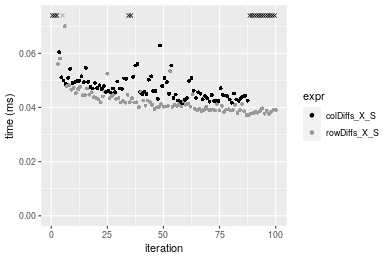 0.06
0.04
0.02
0.00
time (ms)
0
25
50
75
100
iteration
expr
colDiffs_X_S
rowDiffs_X_S